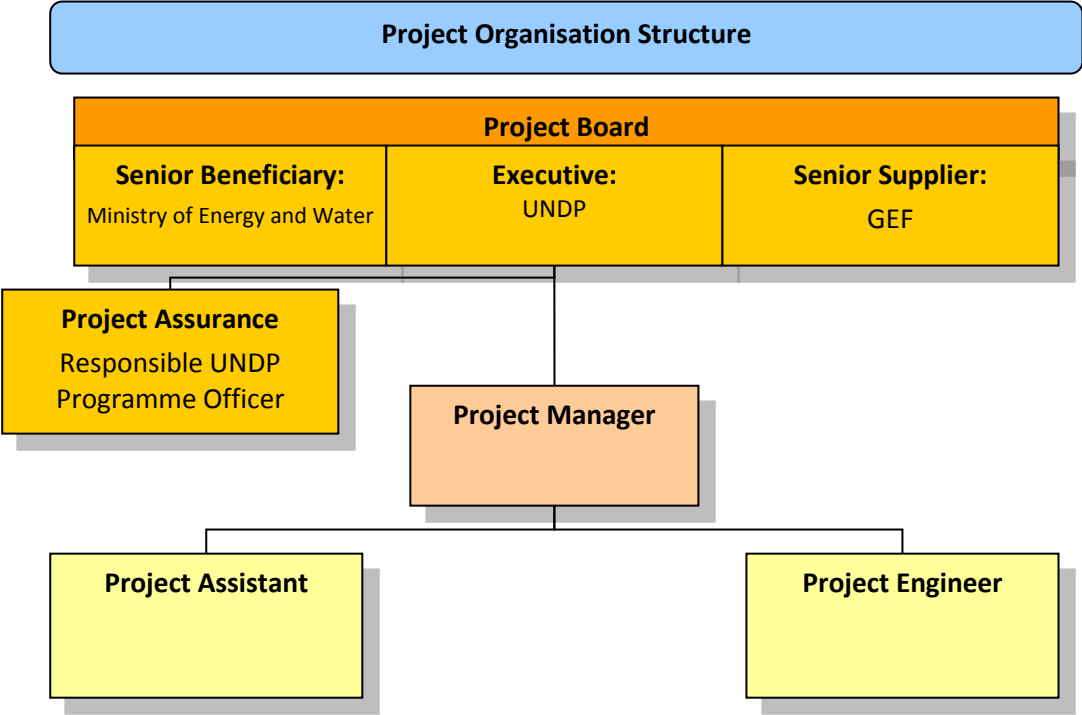 Project Organisation Structure
Project Board
Senior Beneficiary:
Ministry of Energy and Water
Executive:
UNDP
Senior Supplier:
GEF
Project Assurance
Responsible UNDP
Programme Officer
Project Manager
Project Assistant
Project Engineer